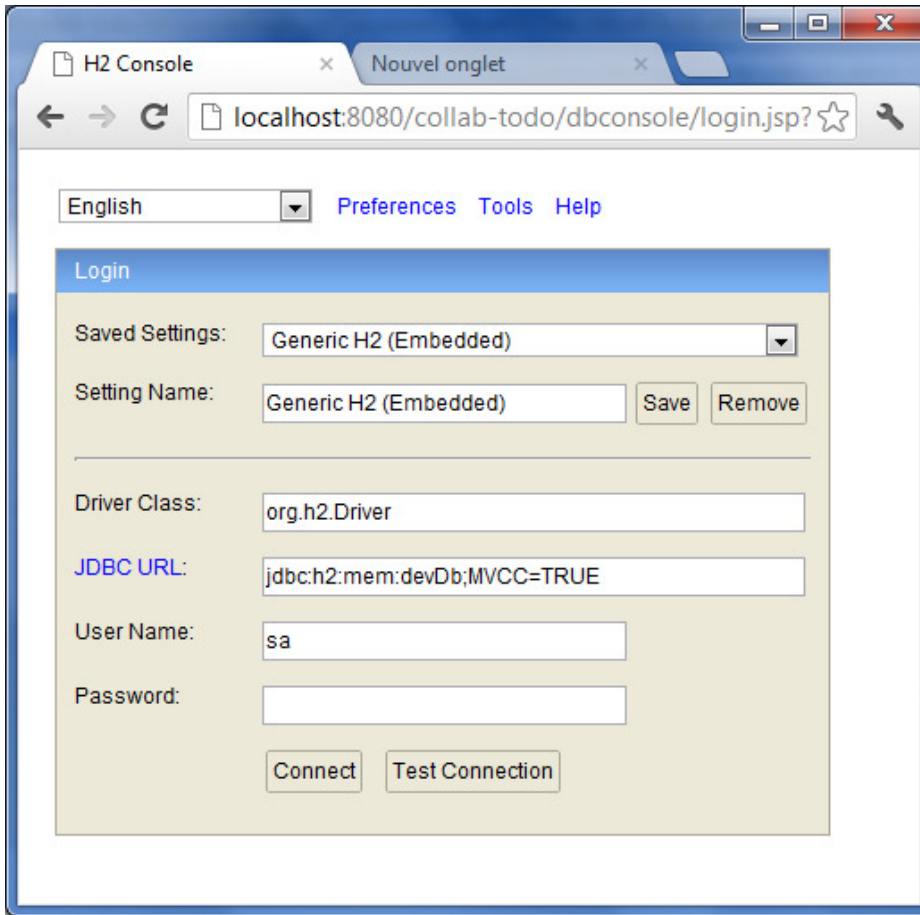 H2 Console Nouvel onglet
localhost:8080/collab-todo/dbconsole/login.jsp?
English Preferences Tools Help
Login
Saved Settings: Generic H2 (Embedded)
Setting Name: Generic H2 (Embedded) Save Remove
Driver Class: org.h2.Driver
JDBC URL: jdbc:h2:mem:devDb;MVCC=TRUE
User Name: sa
Password:
Connect Test Connection